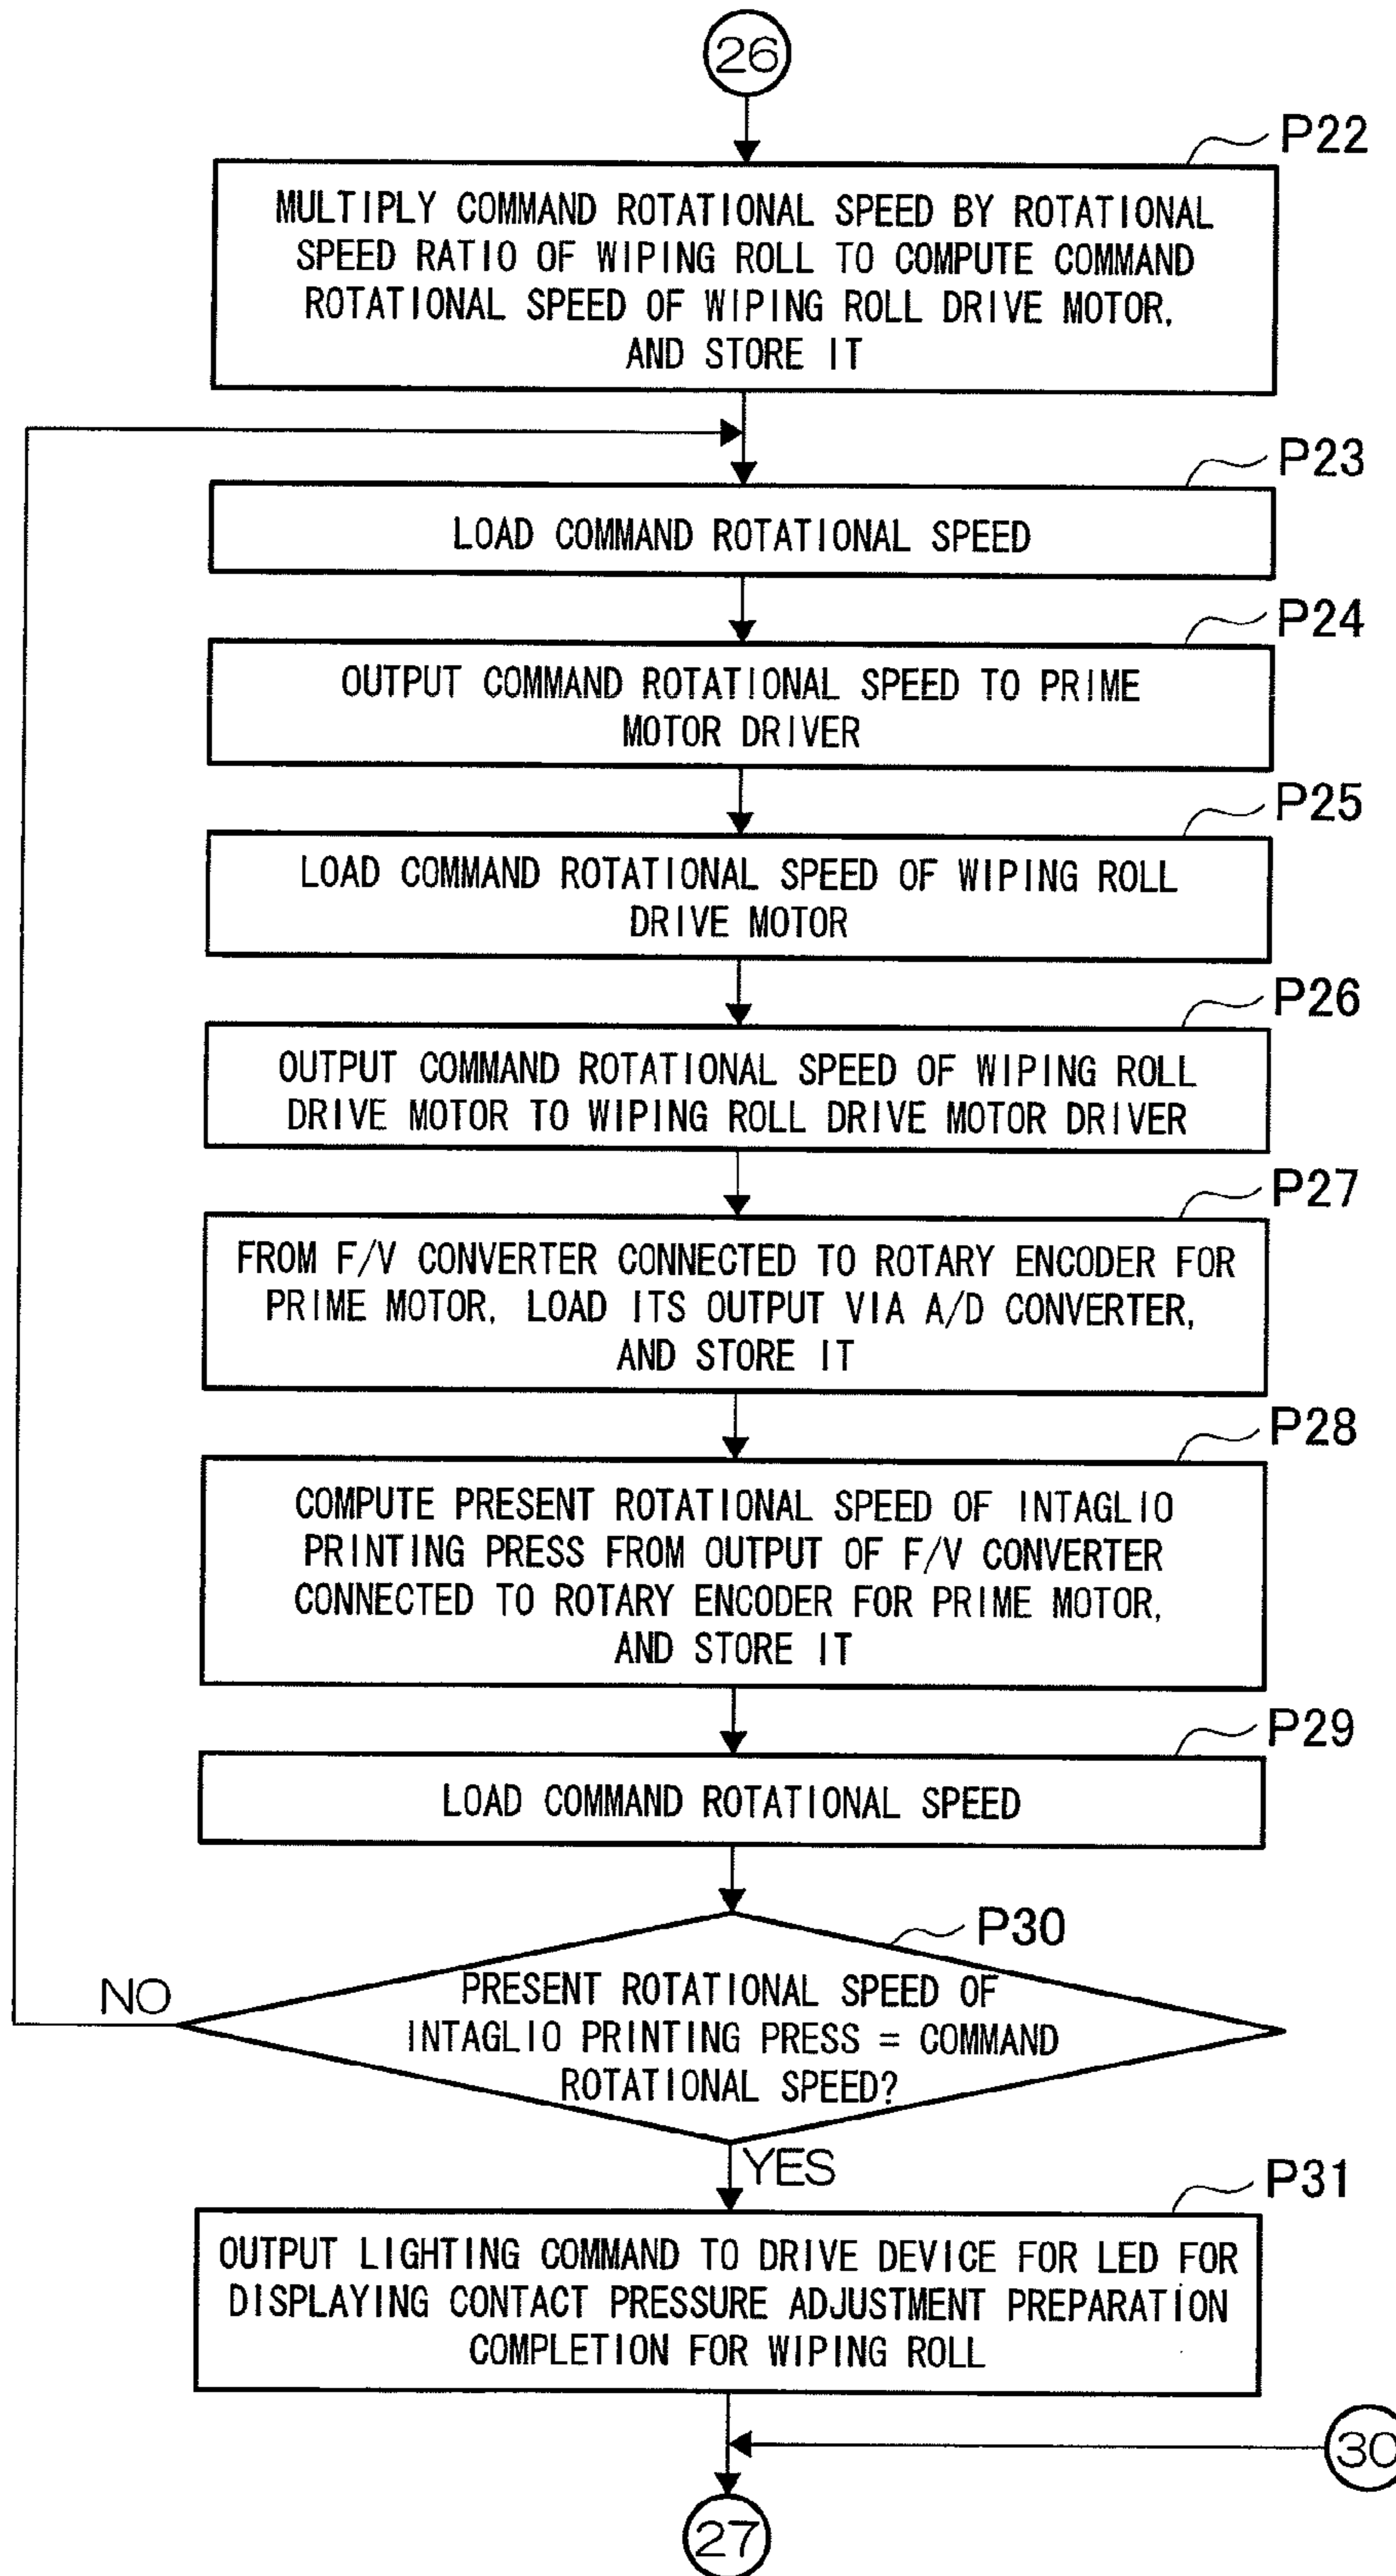 26
P22
MULTIPLY COMMAND ROTATIONAL SPEED BY ROTATIONAL
SPEED RATIO OF WIPING ROLL TO COMPUTE COMMAND
ROTATIONAL SPEED OF WIPING ROLL DRIVE MOTOR,
AND STORE IT
P23
LOAD COMMAND ROTATIONAL SPEED
P24
OUTPUT COMMAND ROTATIONAL SPEED TO PRIME
MOTOR DRIVER
P25
LOAD COMMAND ROTATIONAL SPEED OF WIPING ROLL
DRIVE MOTOR
P26
OUTPUT COMMAND ROTATIONAL SPEED OF WIPING ROLL
DRIVE MOTOR TO WIPING ROLL DRIVE MOTOR DRIVER
P27
FROM F/V CONVERTER CONNECTED TO ROTARY ENCODER FOR
PRIME MOTOR, LOAD ITS OUTPUT VIA A/D CONVERTER,
AND STORE IT
P28
COMPUTE PRESENT ROTATIONAL SPEED OF INTAGLIO
PRINTING PRESS FROM OUTPUT OF F/V CONVERTER
CONNECTED TO ROTARY ENCODER FOR PRIME MOTOR,
AND STORE IT
P29
LOAD COMMAND ROTATIONAL SPEED
P30
NO
PRESENT ROTATIONAL SPEED OF
INTAGLIO PRINTING PRESS = COMMAND
ROTATIONAL SPEED?
YES
P31
OUTPUT LIGHTING COMMAND TO DRIVE DEVICE FOR LED FOR
DISPLAYING CONTACT PRESSURE ADJUSTMENT PREPARATION
COMPLETION FOR WIPING ROLL
30
27